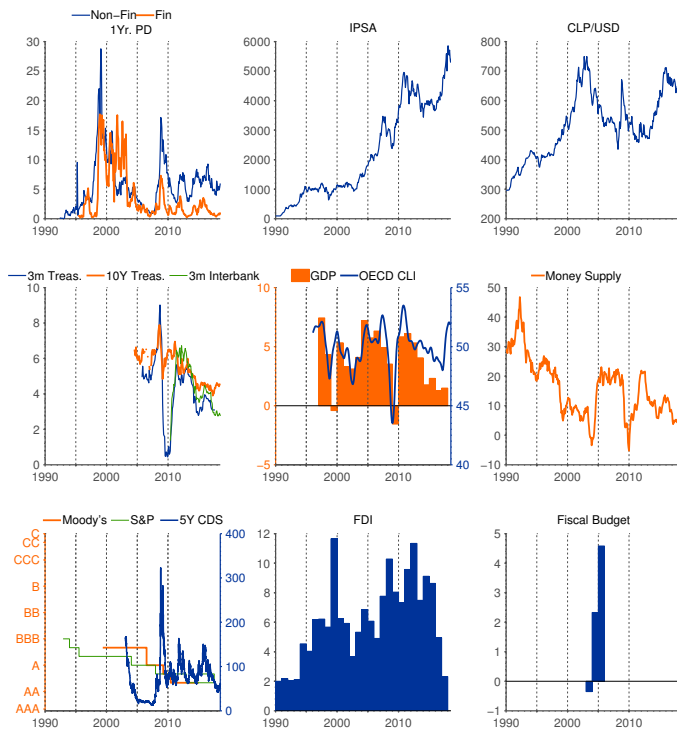 Non-Fin Fin
1Yr. PD
30
25
20
15
10
5
0
1990 2000 2010
IPSA
6000
5000
4000
3000
2000
1000
0
1990 2000 2010
CLP/USD
800
700
600
500
400
300
200
1990 2000 2010
3m Treas. 10Y Treas. 3m Interbank
10
8
6
4
2
0
1990 2000 2010
GDP OECD CLI
10 55
5 50
0 45
-5 40
1990 2000 2010
Money Supply
50
40
30
20
10
0
-10
1990 2000 2010
Moody's S&P 5Y CDS
C 400
CC
CCC
300
B
BB 200
BBB
A 100
AA
AAA 0
1990 2000 2010
FDI
12
10
8
6
4
2
0
1990 2000 2010
Fiscal Budget
5
4
3
2
1
0
-1
1990 2000 2010